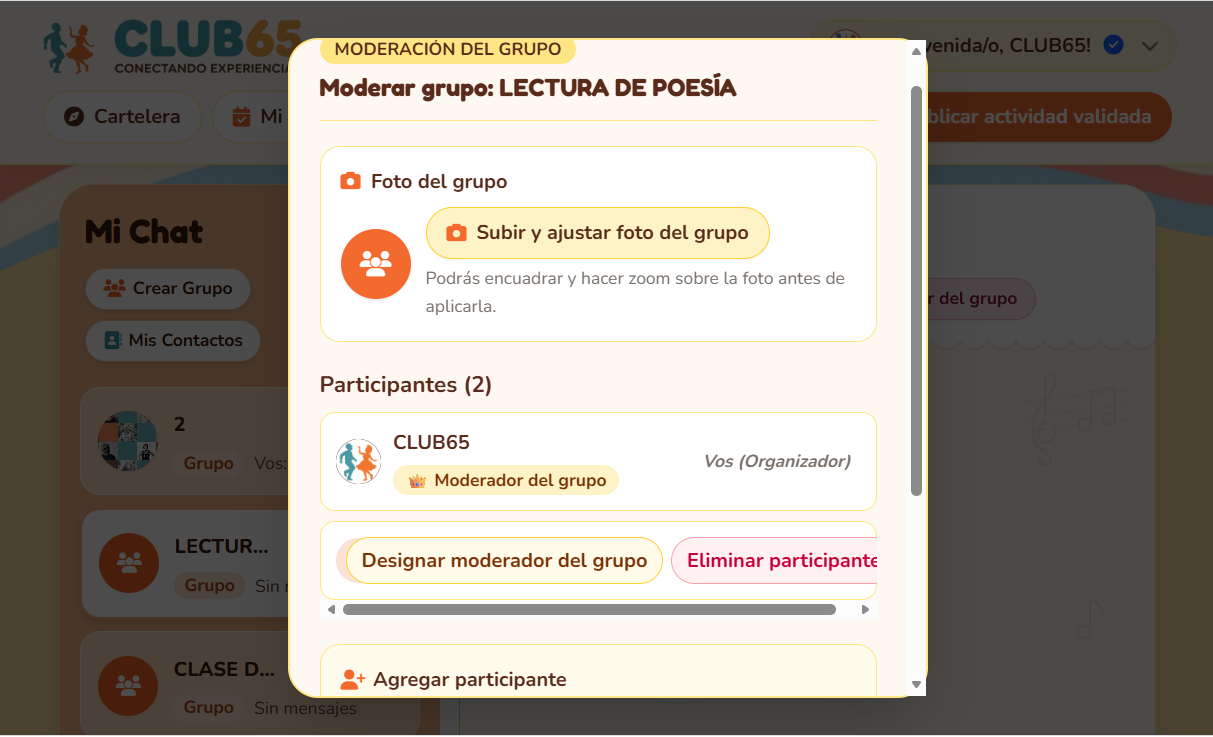 CLUB65
CONECTANDO EXPERIENCIA
venida/o, CLUB65!
Cartelera
Mi
blicar actividad validada
MODERACIÓN DEL GRUPO
Moderar grupo: LECTURA DE POESÍA
Foto del grupo
Subir y ajustar foto del grupo
Podrás encuadrar y hacer zoom sobre la foto antes de
aplicarla.
Participantes (2)
CLUB65
Moderador del grupo
Vos (Organizador)
Designar moderador del grupo
Eliminar participante
Agregar participante
Mi Chat
Crear Grupo
Mis Contactos
2
Grupo Vos:
LECTUR...
Grupo Sin
CLASE D...
Grupo Sin mensajes
r del grupo